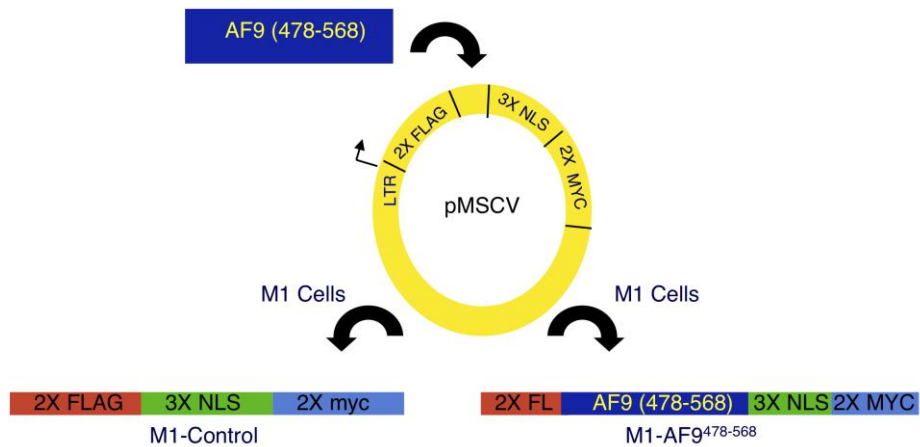 AF9 (478-568)
2X FLAG
3X NLS
2X MYC
LTR
pMSCV
M1 Cells
M1 Cells
2X FLAG 3X NLS 2X myc
2X FL AF9 (478-568) 3X NLS 2X MYC
M1-Control
M1-AF9⁴⁷⁸⁻⁵⁶⁸